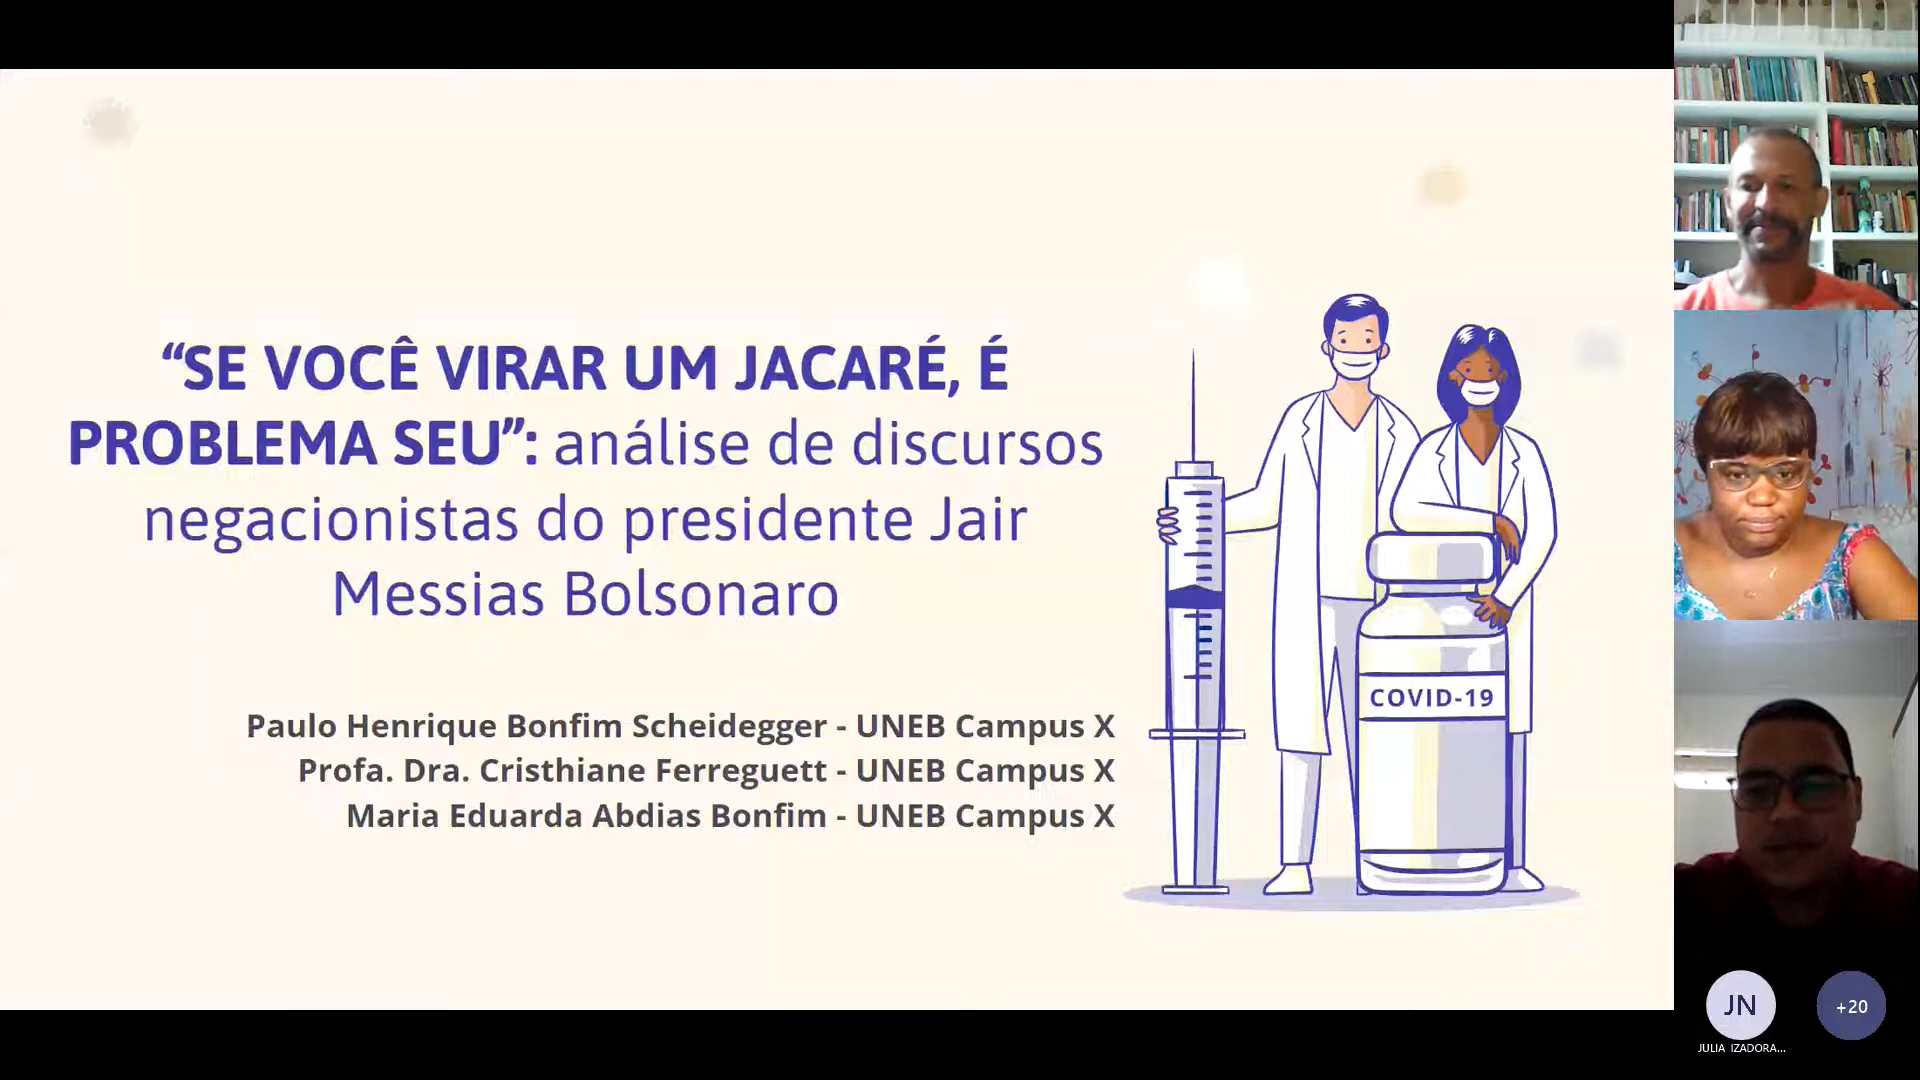 “SE VOCÊ VIRAR UM JACARÉ, É
PROBLEMA SEU”: análise de discursos
negacionistas do presidente Jair
Messias Bolsonaro
Paulo Henrique Bonfim Scheidegger - UNEB Campus X
Profa. Dra. Cristhiane Ferreguett - UNEB Campus X
Maria Eduarda Abdias Bonfim - UNEB Campus X
COVID-19
JN
+20
JULIA IZADORA...